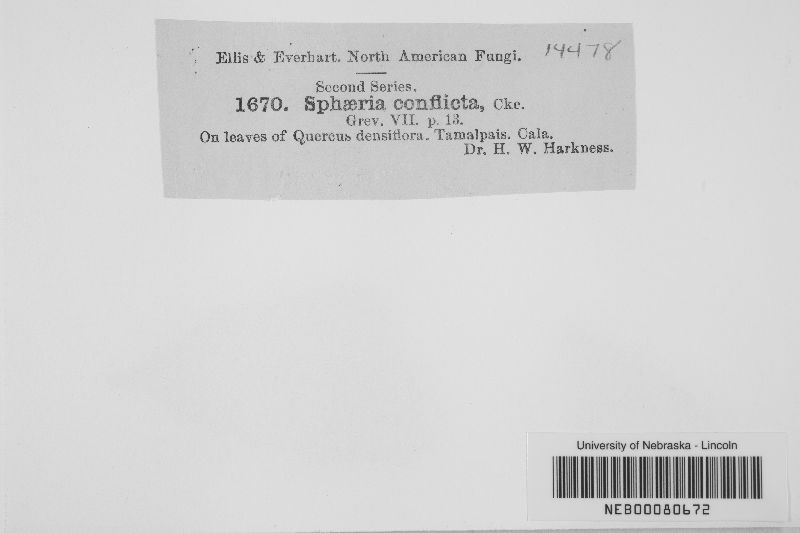 Ellis & Everhart. North American Fungi. 14478
Second Series.
1670. Sphæria conflicta, Cke.
Grev. VII. p. 13.
On leaves of Quercus densiflora. Tamalpais. Cala.
Dr. H. W. Harkness.
University of Nebraska - Lincoln
NEB00080672